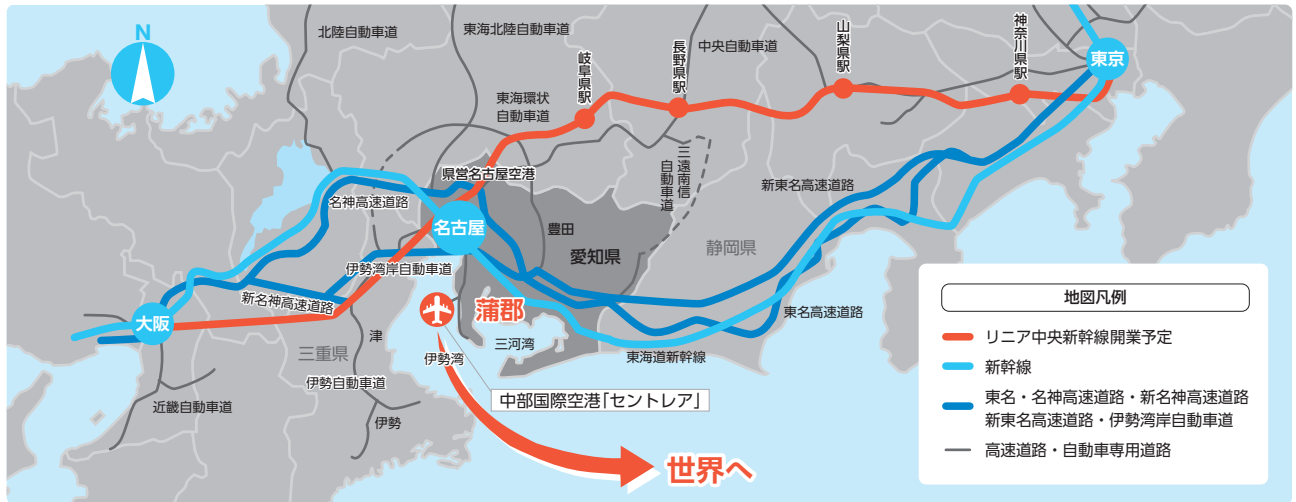 N
北陸自動車道
東海北陸自動車道
中央自動車道
岐阜県駅
長野県駅
山梨県駅
神奈川県駅
東京
東海環状
自動車道
三遠南信
自動車道
県営名古屋空港
新東名高速道路
名神高速道路
名古屋
豊田
愛知県
静岡県
伊勢湾岸自動車道
新名神高速道路
大阪
蒲郡
東名高速道路
津
三重県
伊勢湾
三河湾
東海道新幹線
伊勢自動車道
中部国際空港「セントレア」
近畿自動車道
伊勢
世界へ
地図凡例
リニア中央新幹線開業予定
新幹線
東名・名神高速道路・新名神高速道路
新東名高速道路・伊勢湾岸自動車道
高速道路・自動車専用道路